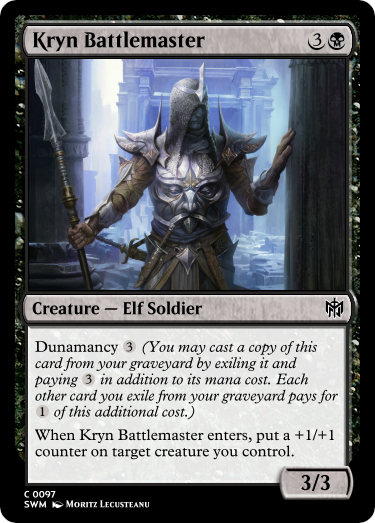 Kryn Battlemaster 3
Creature — Elf Soldier
Dunamancy 3 (You may cast a copy of this
card from your graveyard by exiling it and
paying 3 in addition to its mana cost. Each
other card you exile from your graveyard pays for
1 of this additional cost.)
When Kryn Battlemaster enters, put a +1/+1
counter on target creature you control.
3/3
C 0097
SWM Moritz Lecusteanu